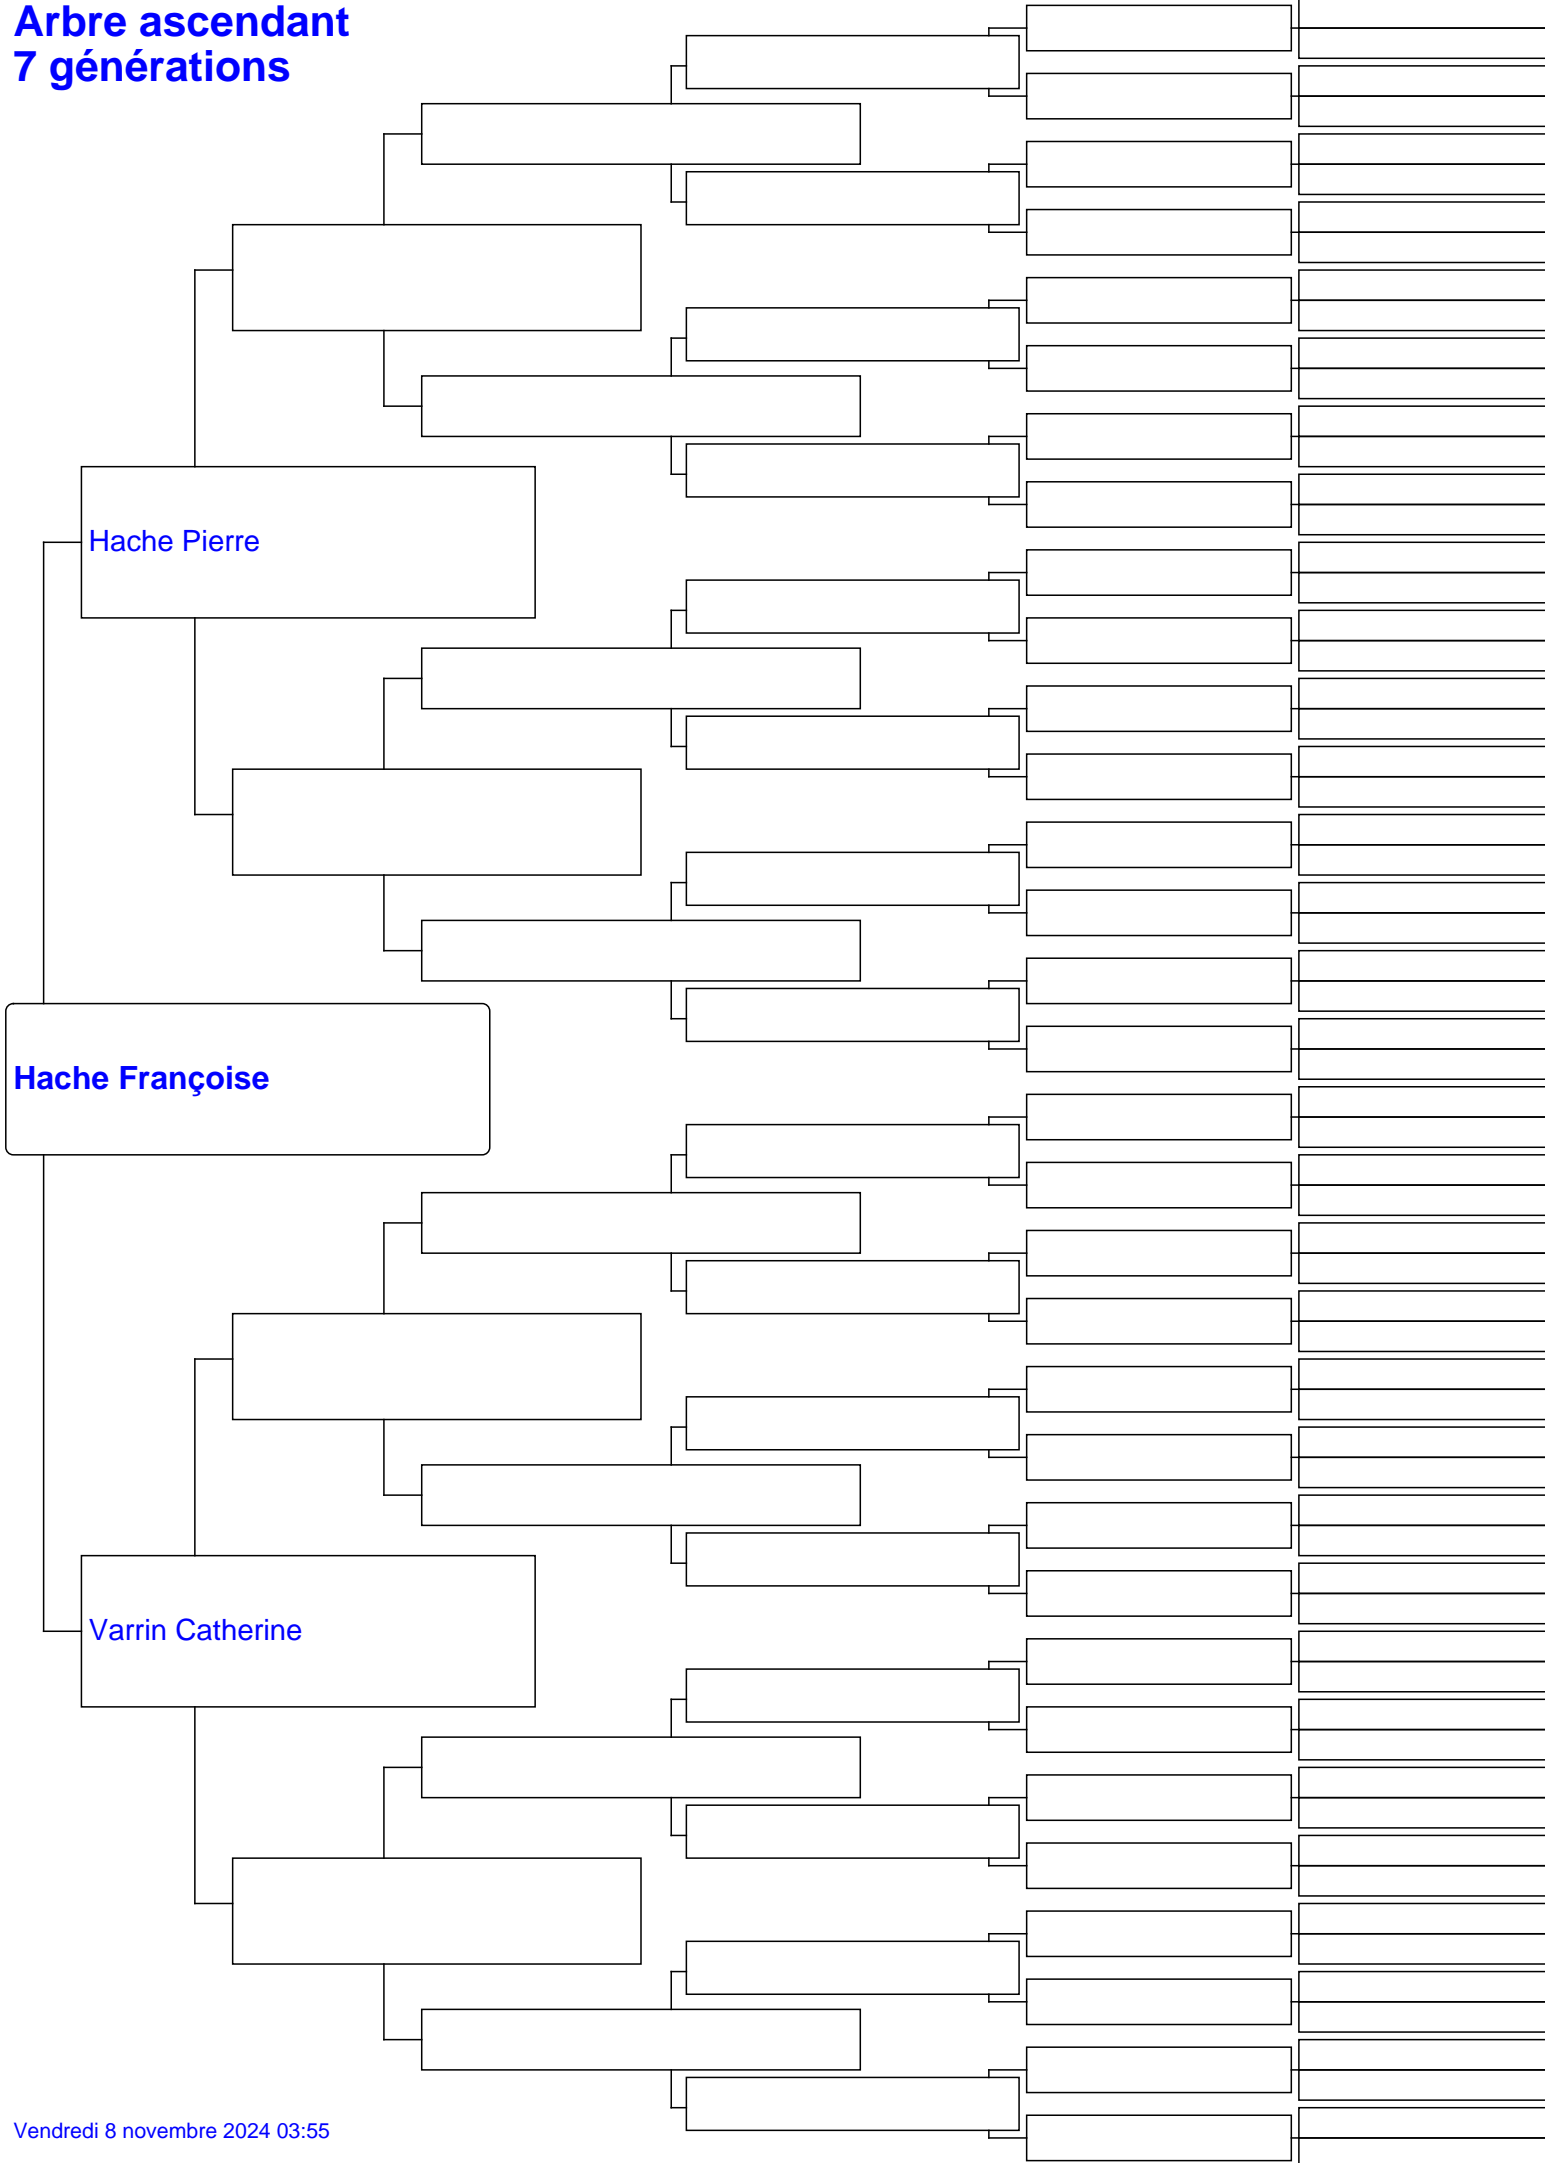 Arbre ascendant
7 générations
Hache Pierre
Hache Françoise
Varrin Catherine
Vendredi 8 novembre 2024 03:55